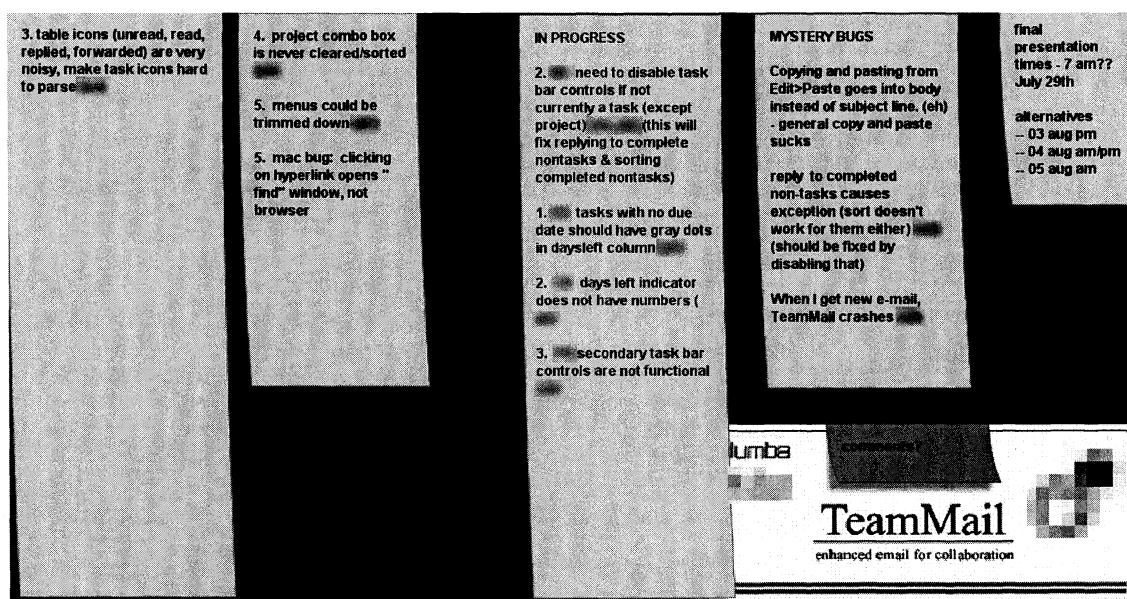 3. table icons (unread, read,
replied, forwarded) are very
noisy, make task icons hard
to parse
4. project combo box
is never cleared/sorted
5. menus could be
trimmed down
5. mac bug: clicking
on hyperlink opens "
find" window, not
browser
IN PROGRESS
2. need to disable task
bar controls if not
currently a task (except
project) (this will
fix replying to complete
nontasks & sorting
completed nontasks)
1. tasks with no due
date should have gray dots
in daysleft column
2. days left indicator
does not have numbers (
3. secondary task bar
controls are not functional
MYSTERY BUGS
Copying and pasting from
Edit>Paste goes into body
instead of subject line. (eh)
- general copy and paste
sucks
reply to completed
non-tasks causes
exception (sort doesn't
work for them either)
(should be fixed by
disabling that)
When I get new e-mail,
TeamMail crashes
final
presentation
times - 7 am??
July 29th
alternatives
-- 03 aug pm
-- 04 aug am/pm
-- 05 aug am
lumba
comments!
TeamMail
enhanced email for collaboration